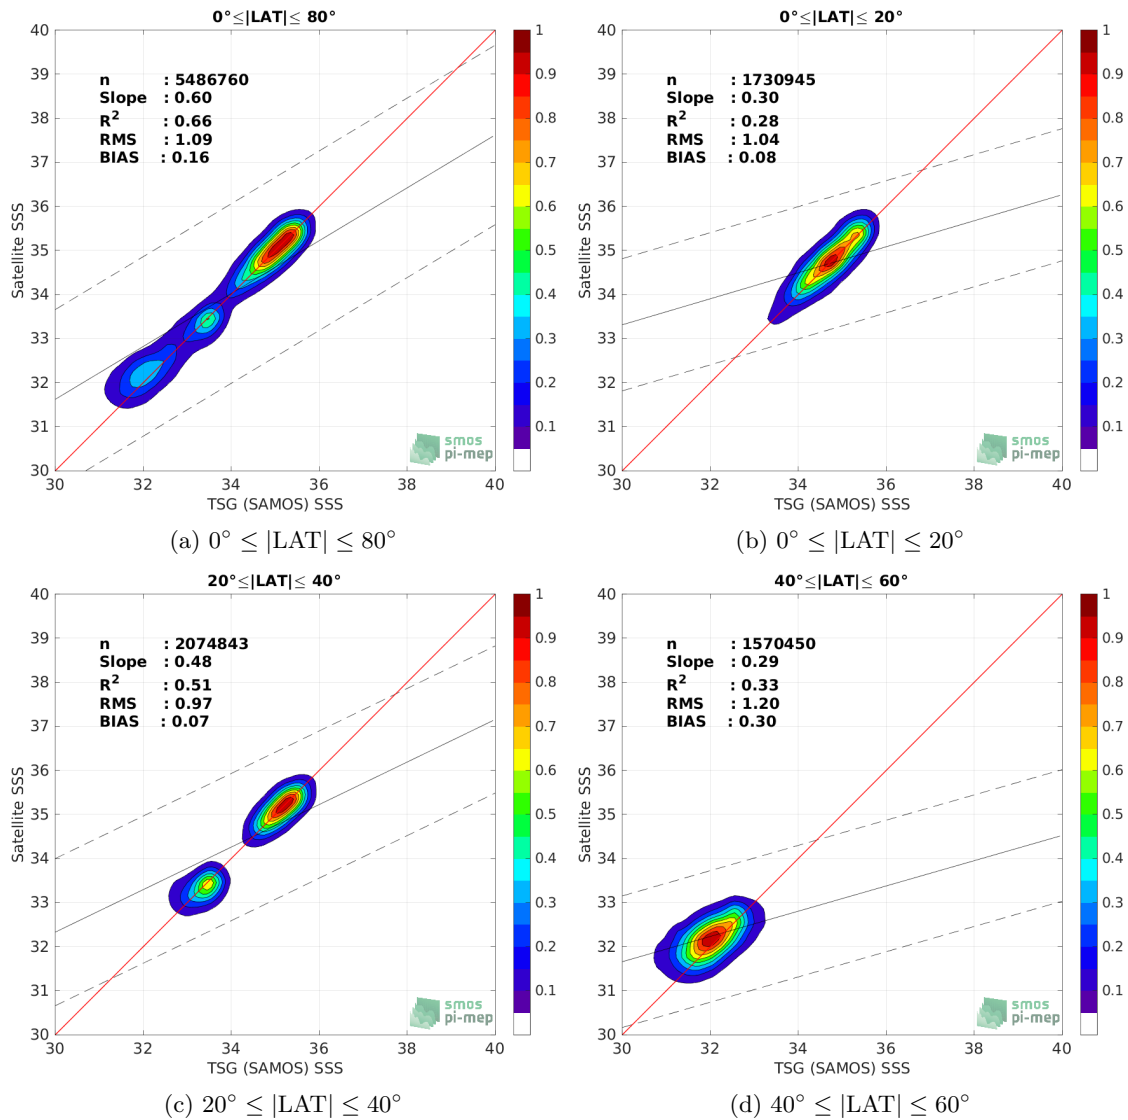 0°≤|LAT|≤ 80°
40
39
38
37
36
35
34
33
32
31
30
Satellite SSS
n : 5486760
Slope : 0.60
R² : 0.66
RMS : 1.09
BIAS : 0.16
1
0.9
0.8
0.7
0.6
0.5
0.4
0.3
0.2
0.1
smos
pi-mep
30 32 34 36 38 40
TSG (SAMOS) SSS
(a) 0° ≤ |LAT| ≤ 80°
0°≤|LAT|≤ 20°
40
39
38
37
36
35
34
33
32
31
30
Satellite SSS
n : 1730945
Slope : 0.30
R² : 0.28
RMS : 1.04
BIAS : 0.08
1
0.9
0.8
0.7
0.6
0.5
0.4
0.3
0.2
0.1
smos
pi-mep
30 32 34 36 38 40
TSG (SAMOS) SSS
(b) 0° ≤ |LAT| ≤ 20°
20°≤|LAT|≤ 40°
40
39
38
37
36
35
34
33
32
31
30
Satellite SSS
n : 2074843
Slope : 0.48
R² : 0.51
RMS : 0.97
BIAS : 0.07
1
0.9
0.8
0.7
0.6
0.5
0.4
0.3
0.2
0.1
smos
pi-mep
30 32 34 36 38 40
TSG (SAMOS) SSS
(c) 20° ≤ |LAT| ≤ 40°
40°≤|LAT|≤ 60°
40
39
38
37
36
35
34
33
32
31
30
Satellite SSS
n : 1570450
Slope : 0.29
R² : 0.33
RMS : 1.20
BIAS : 0.30
1
0.9
0.8
0.7
0.6
0.5
0.4
0.3
0.2
0.1
smos
pi-mep
30 32 34 36 38 40
TSG (SAMOS) SSS
(d) 40° ≤ |LAT| ≤ 60°